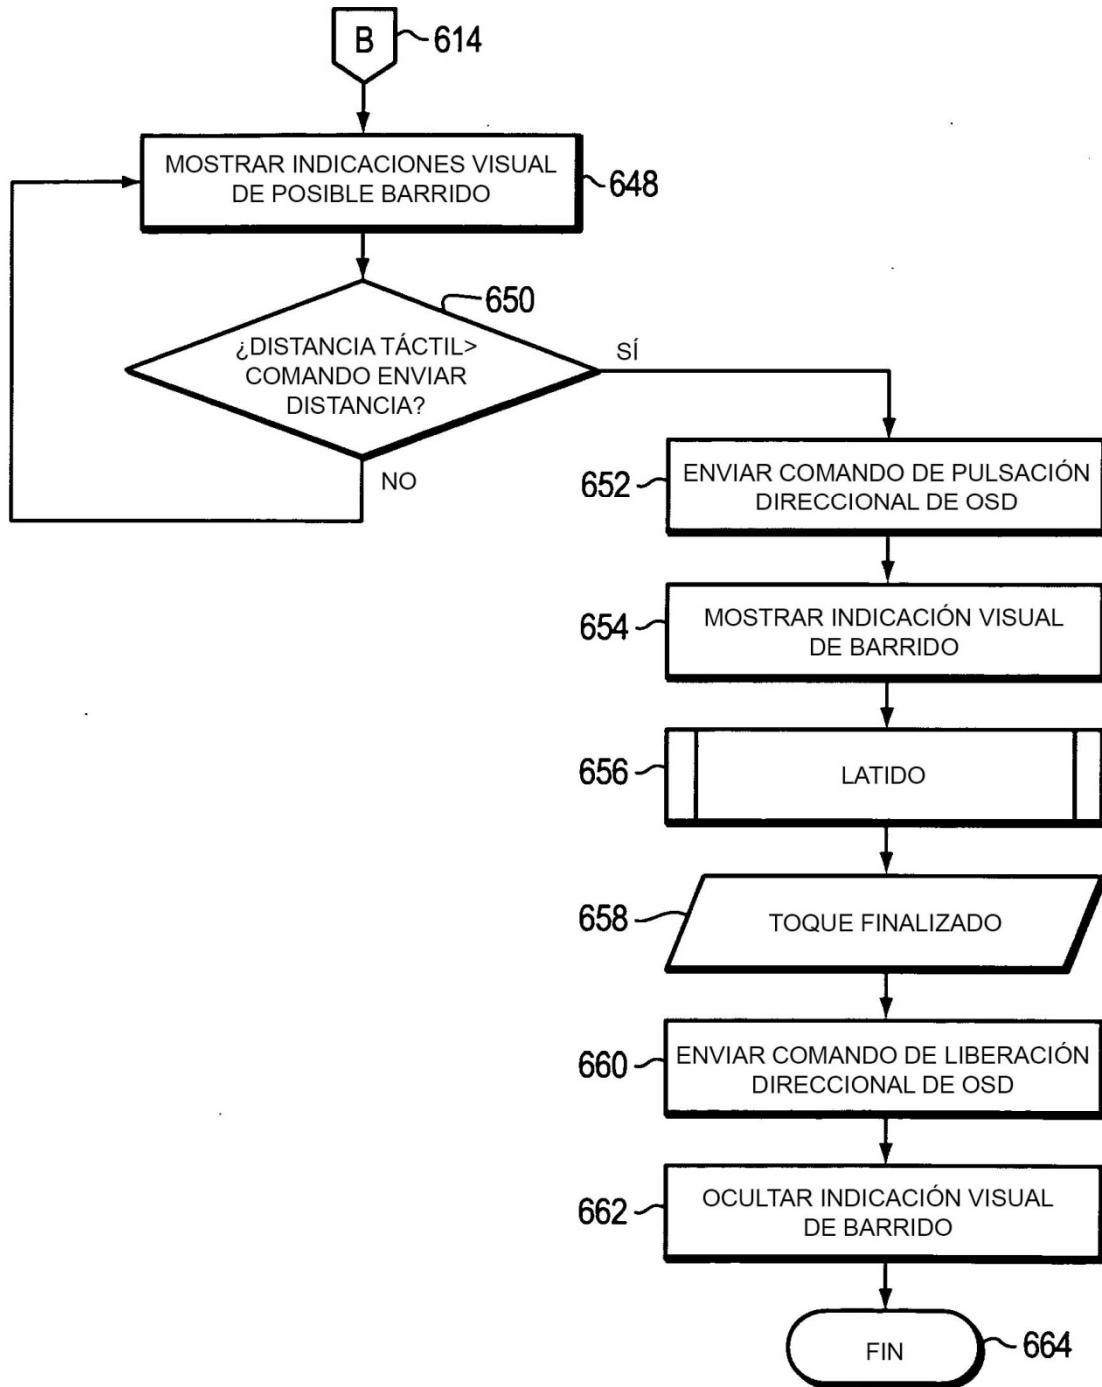 B
614
MOSTRAR INDICACIONES VISUAL
DE POSIBLE BARRIDO
648
650
¿DISTANCIA TÁCTIL>
COMANDO ENVIAR
DISTANCIA?
SÍ
NO
652
ENVIAR COMANDO DE PULSACIÓN
DIRECCIONAL DE OSD
654
MOSTRAR INDICACIÓN VISUAL
DE BARRIDO
656
LATIDO
658
TOQUE FINALIZADO
660
ENVIAR COMANDO DE LIBERACIÓN
DIRECCIONAL DE OSD
662
OCULTAR INDICACIÓN VISUAL
DE BARRIDO
FIN
664